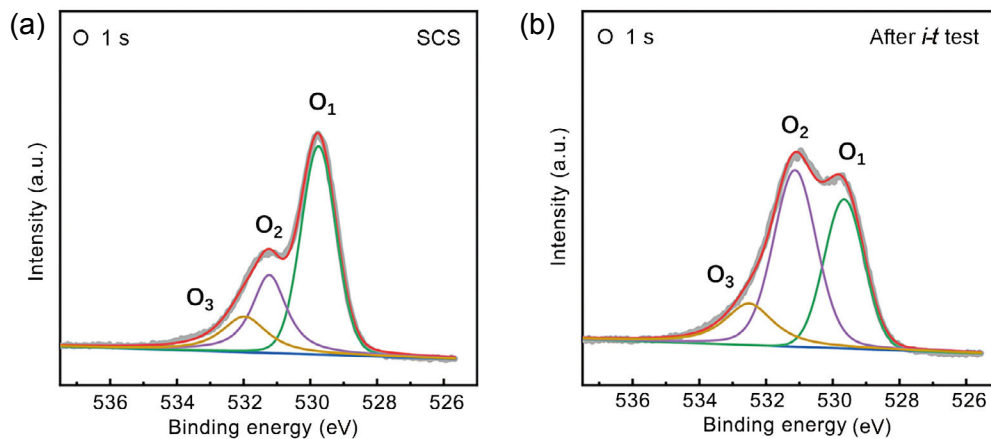 (a)
O 1 s
SCS
O₁
O₂
O₃
Intensity (a.u.)
536 534 532 530 528 526
Binding energy (eV)
(b)
O 1 s
After i-t test
O₂
O₁
O₃
Intensity (a.u.)
536 534 532 530 528 526
Binding energy (eV)